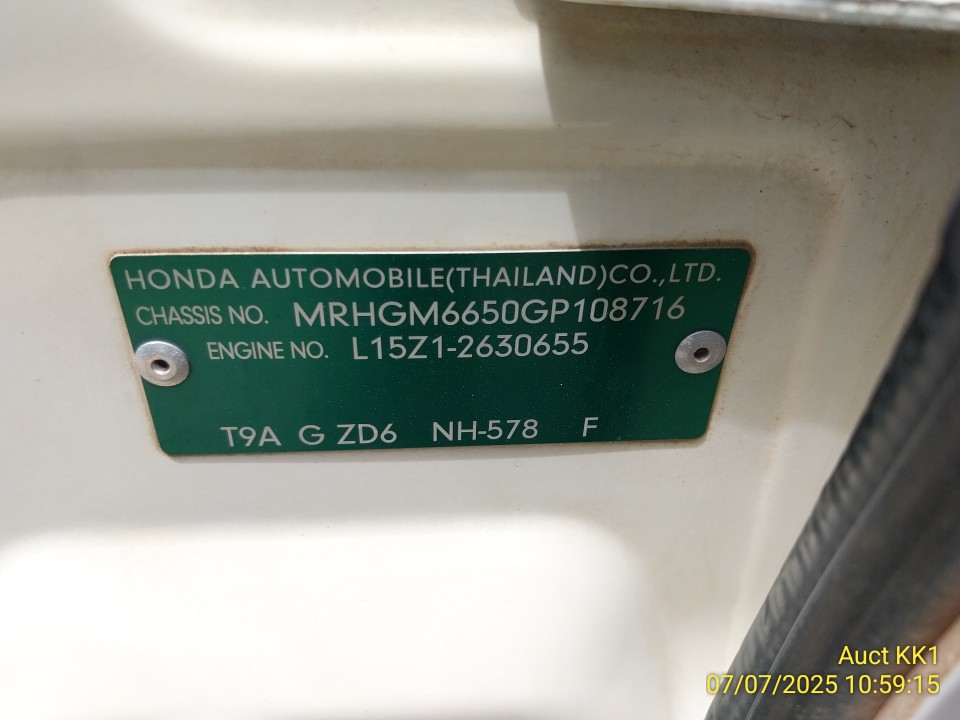 HONDA AUTOMOBILE(THAILAND)CO.,LTD.
CHASSIS NO. MRHGM6650GP108716
ENGINE NO. L15Z1-2630655
T9A G ZD6 NH-578 F
Auct KK1
07/07/2025 10:59:15